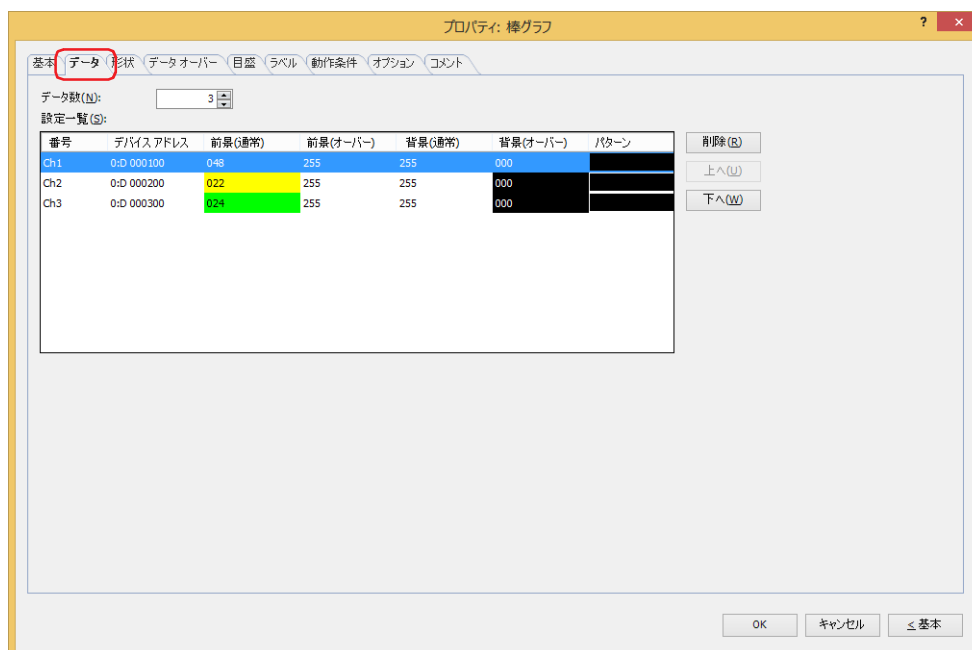 プロパティ: 棒グラフ
? ×
基本 データ 形状 データ オーバー 目盛 ラベル 動作条件 オプション コメント
データ数(N): 3
設定一覧(S):
番号 デバイス アドレス 前景(通常) 前景(オーバー) 背景(通常) 背景(オーバー) パターン
Ch1 0:D 000100 048 255 255 000
Ch2 0:D 000200 022 255 255 000
Ch3 0:D 000300 024 255 255 000
削除(R)
上へ(U)
下へ(W)
OK キャンセル < 基本